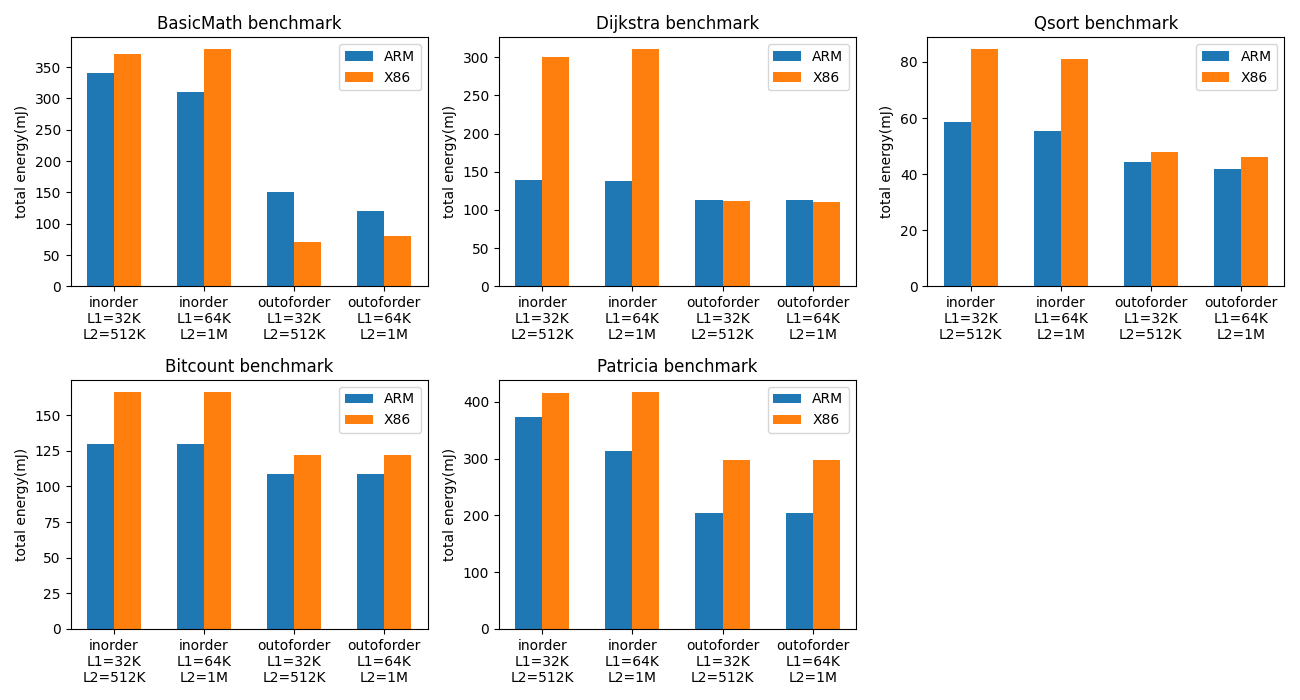 BasicMath benchmark
total energy(mJ)
350
300
250
200
150
100
50
0
ARM
X86
inorder
L1=32K
L2=512K
inorder
L1=64K
L2=1M
outoforder
L1=32K
L2=512K
outoforder
L1=64K
L2=1M
Dijkstra benchmark
total energy(mJ)
300
250
200
150
100
50
0
ARM
X86
inorder
L1=32K
L2=512K
inorder
L1=64K
L2=1M
outoforder
L1=32K
L2=512K
outoforder
L1=64K
L2=1M
Qsort benchmark
total energy(mJ)
80
60
40
20
0
ARM
X86
inorder
L1=32K
L2=512K
inorder
L1=64K
L2=1M
outoforder
L1=32K
L2=512K
outoforder
L1=64K
L2=1M
Bitcount benchmark
total energy(mJ)
150
125
100
75
50
25
0
ARM
X86
inorder
L1=32K
L2=512K
inorder
L1=64K
L2=1M
outoforder
L1=32K
L2=512K
outoforder
L1=64K
L2=1M
Patricia benchmark
total energy(mJ)
400
300
200
100
0
ARM
X86
inorder
L1=32K
L2=512K
inorder
L1=64K
L2=1M
outoforder
L1=32K
L2=512K
outoforder
L1=64K
L2=1M